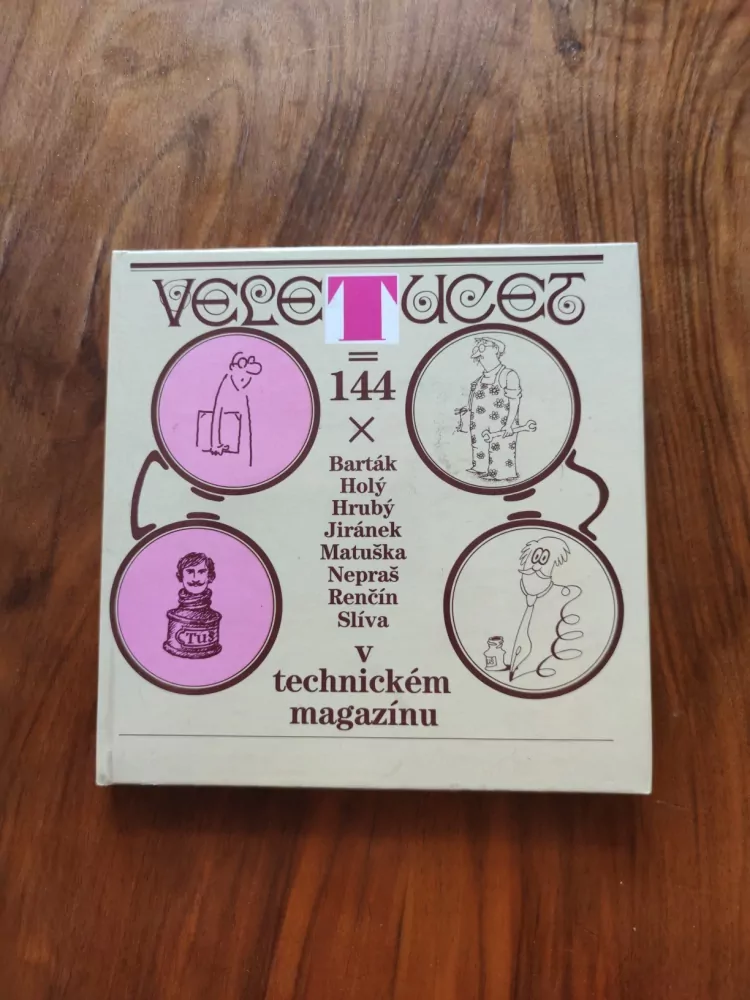 VELETUCET
=
144
×
Barták
Holý
Hrubý
Jiránek
Matuška
Nepraš
Renčín
Slíva
v
technickém
magazínu
Tuš